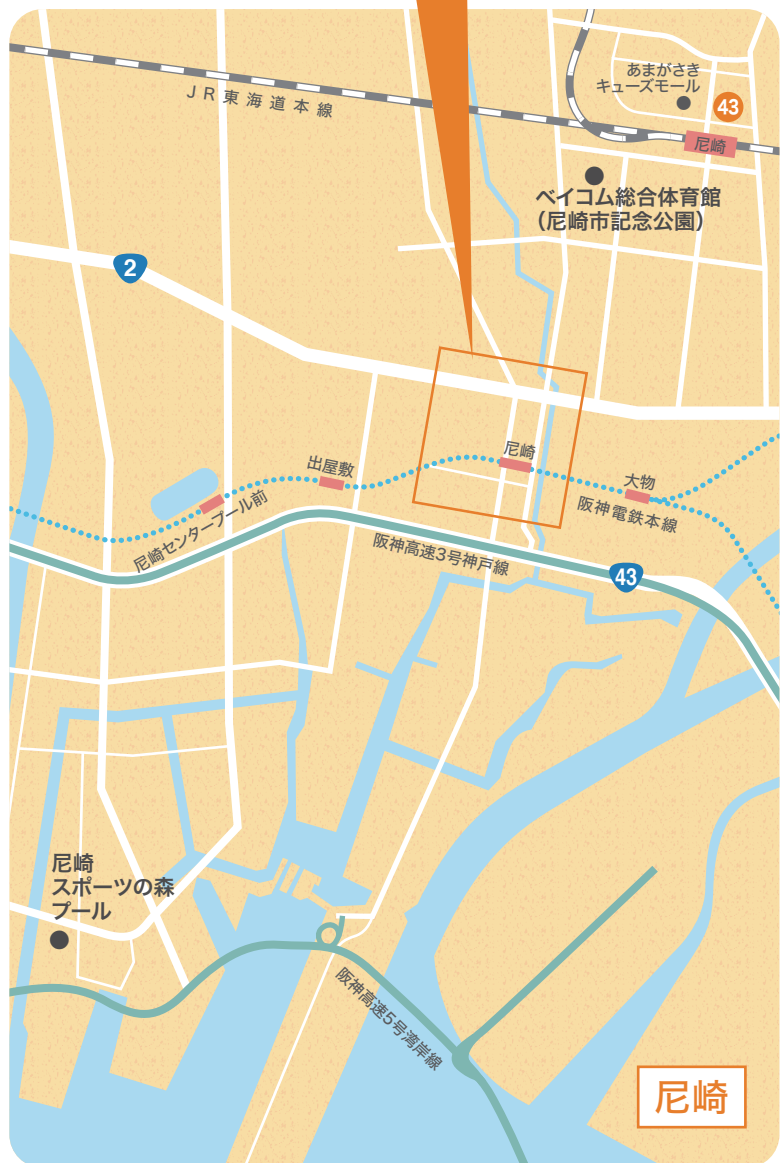 あまがさき
キューズモール
43
JR東海道本線
尼崎
ベイコム総合体育館
（尼崎市記念公園）
2
尼崎
出屋敷
大物
尼崎センタープール前
阪神電鉄本線
阪神高速3号神戸線
43
尼崎
スポーツの森
プール
阪神高速5号湾岸線
尼崎